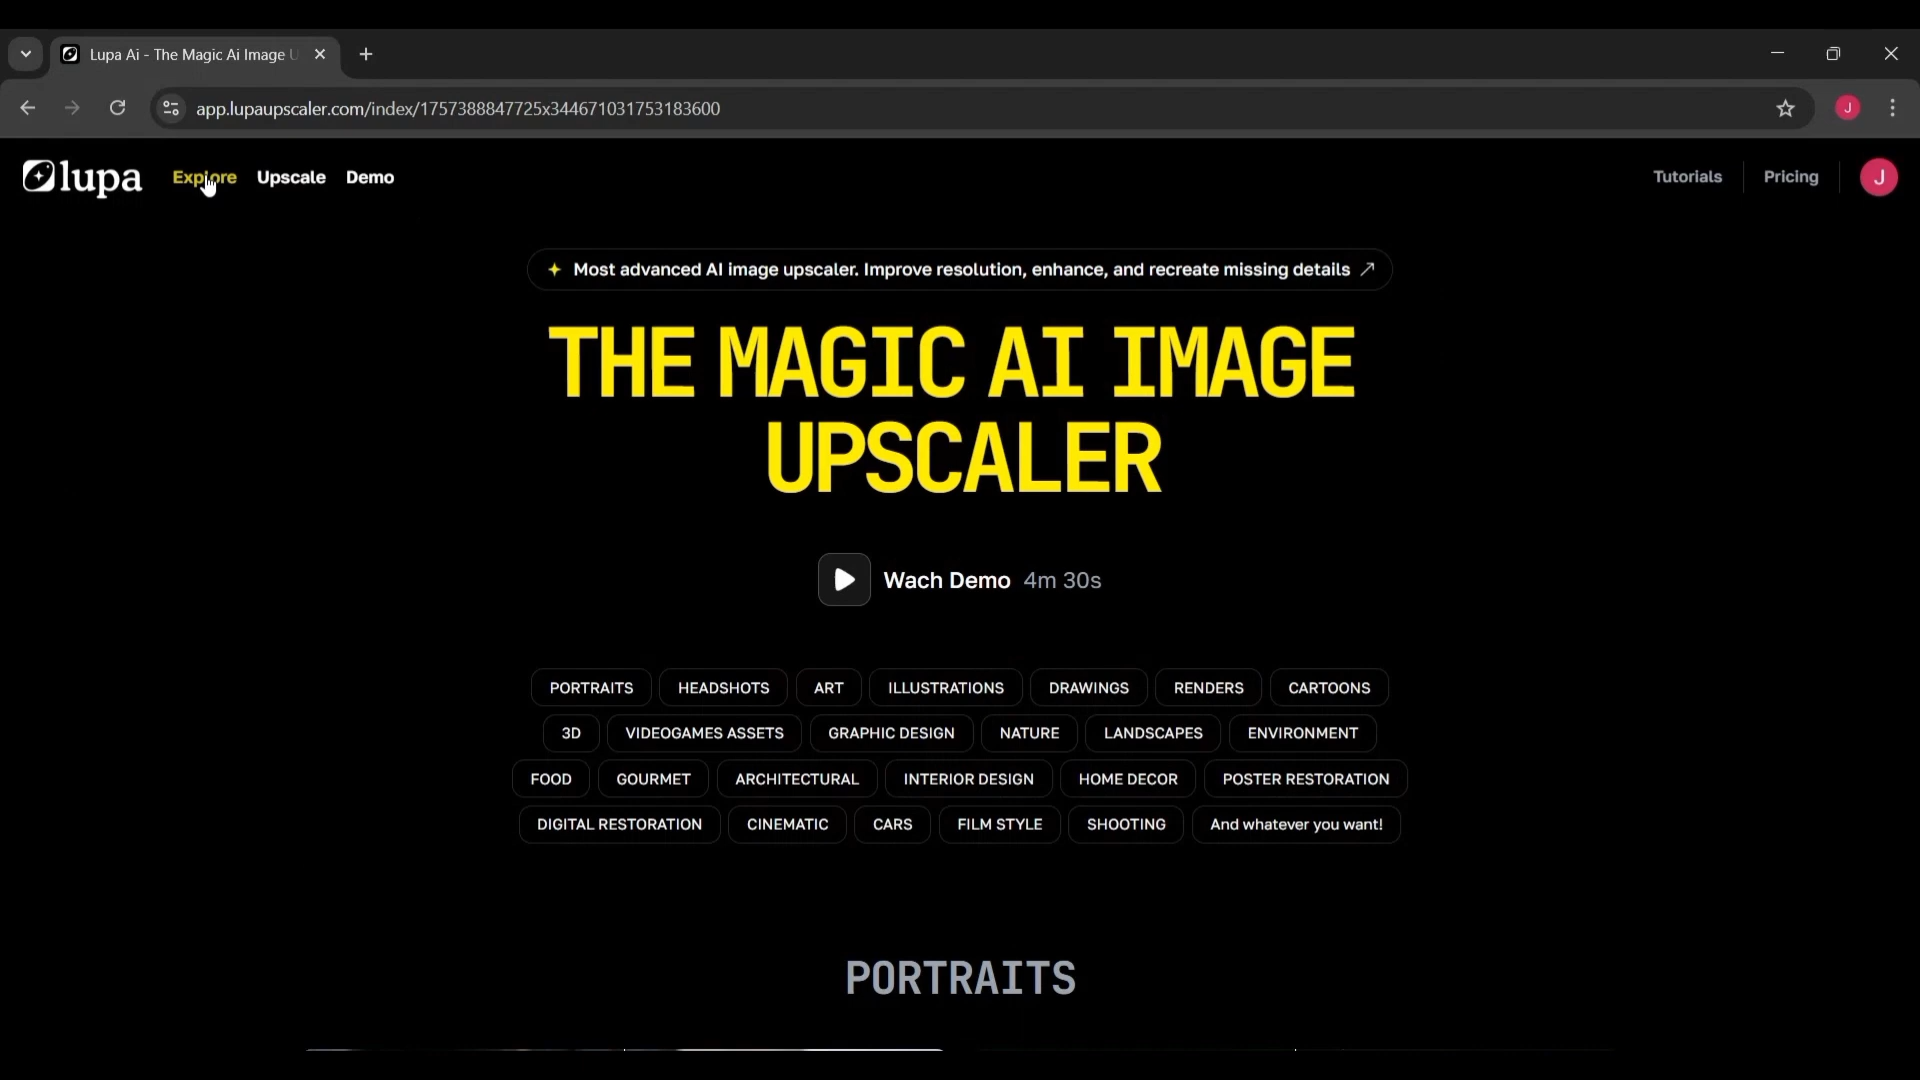 Lupa Ai - The Magic Ai Image U
app.lupaupscaler.com/index/1757388847725x344671031753183600
J
lupa
Explore
Upscale
Demo
Tutorials
Pricing
J
Most advanced AI image upscaler. Improve resolution, enhance, and recreate missing details
THE MAGIC AI IMAGE
UPSCALER
Wach Demo 4m 30s
PORTRAITS
HEADSHOTS
ART
ILLUSTRATIONS
DRAWINGS
RENDERS
CARTOONS
3D
VIDEOGAMES ASSETS
GRAPHIC DESIGN
NATURE
LANDSCAPES
ENVIRONMENT
FOOD
GOURMET
ARCHITECTURAL
INTERIOR DESIGN
HOME DECOR
POSTER RESTORATION
DIGITAL RESTORATION
CINEMATIC
CARS
FILM STYLE
SHOOTING
And whatever you want!
PORTRAITS